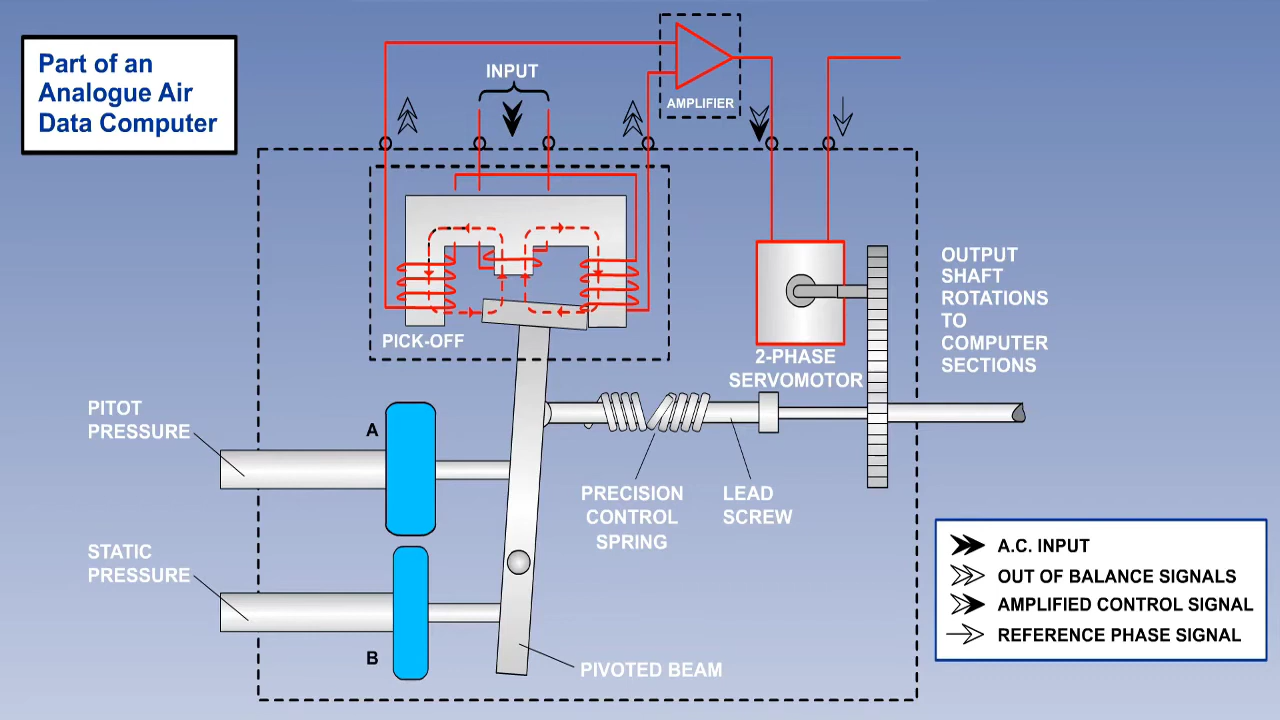 Part of an
Analogue Air
Data Computer
INPUT
AMPLIFIER
PICK-OFF
2-PHASE
SERVOMOTOR
OUTPUT
SHAFT
ROTATIONS
TO
COMPUTER
SECTIONS
PITOT
PRESSURE
A
PRECISION
CONTROL
SPRING
LEAD
SCREW
STATIC
PRESSURE
B
PIVOTED BEAM
A.C. INPUT
OUT OF BALANCE SIGNALS
AMPLIFIED CONTROL SIGNAL
REFERENCE PHASE SIGNAL